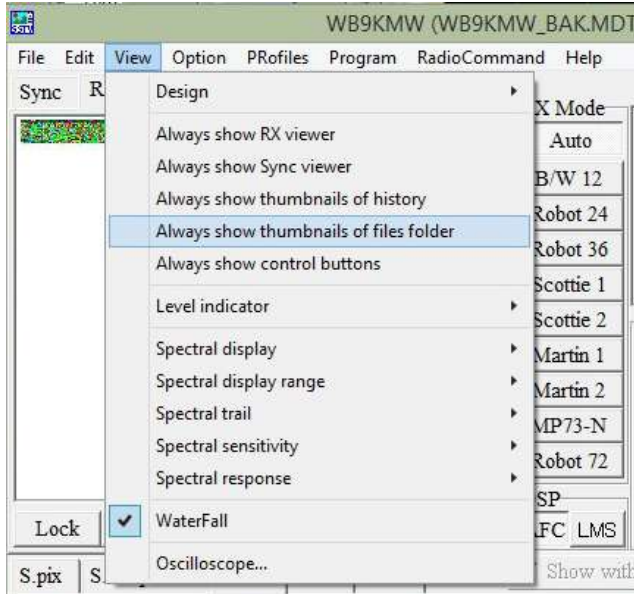 SSTV
WB9KMW (WB9KMW_BAK.MDT
File Edit View Option PRofiles Program RadioCommand Help
Sync R
Design
Always show RX viewer
Always show Sync viewer
Always show thumbnails of history
Always show thumbnails of files folder
Always show control buttons
Level indicator
Spectral display
Spectral display range
Spectral trail
Spectral sensitivity
Spectral response
WaterFall
Oscilloscope...
X Mode
Auto
B/W 12
Robot 24
Robot 36
Scottie 1
Scottie 2
Martin 1
Martin 2
MP73-N
Robot 72
SP
FC LMS
Show with
Lock
S.pix S.